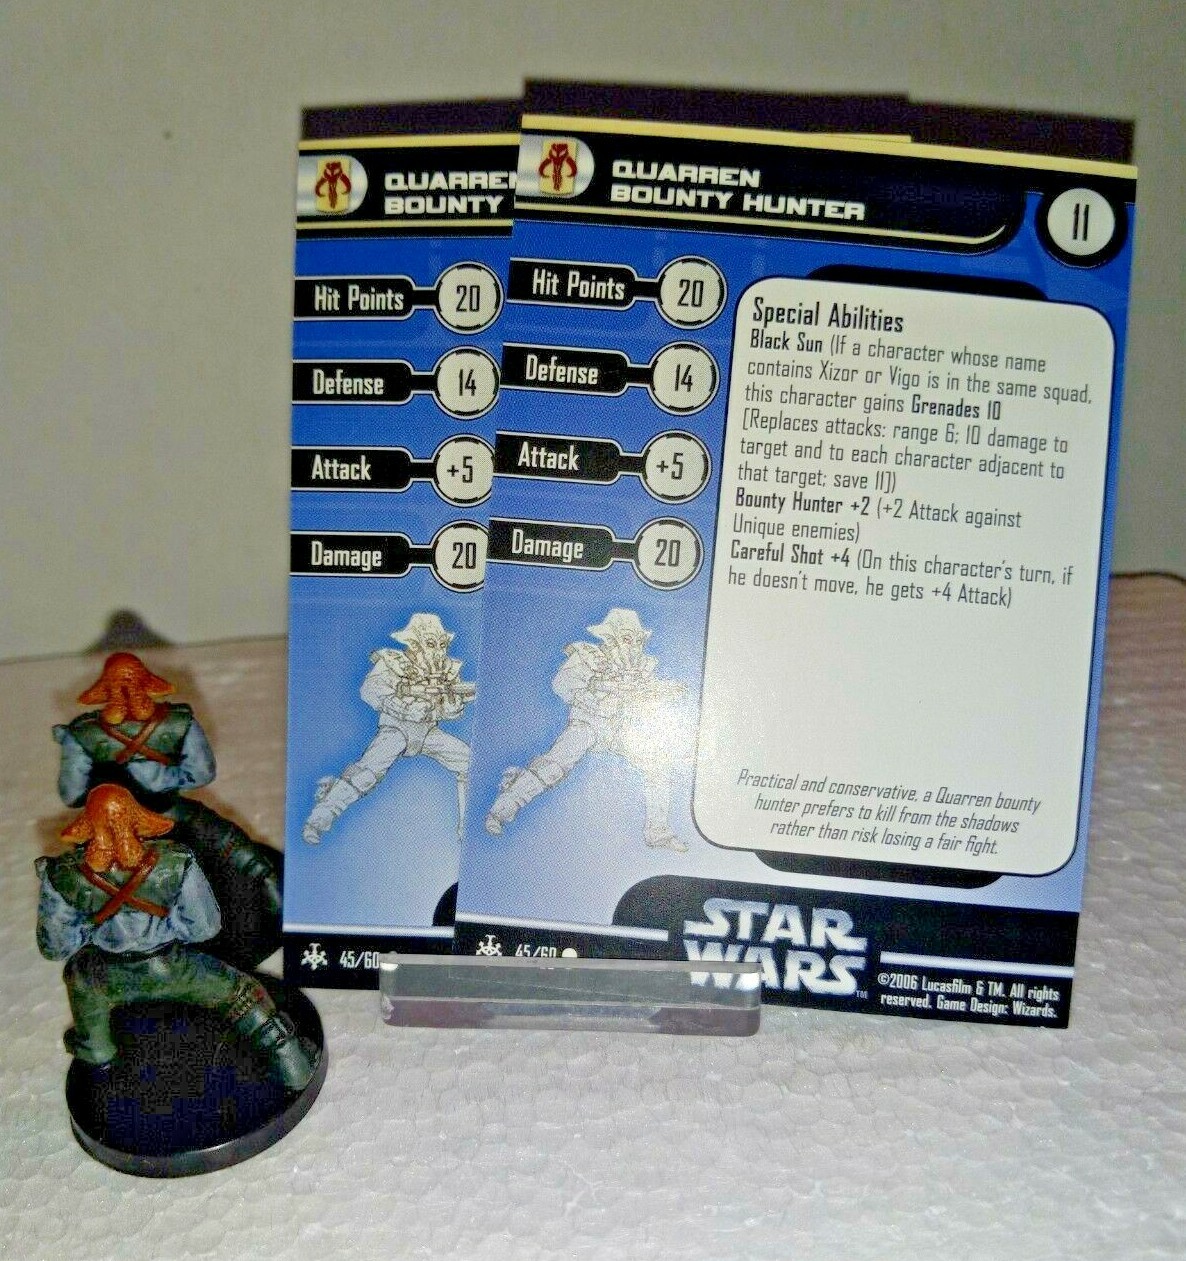 QUARREN
BOUNTY
Hit Points 20
Defense 14
Attack +5
Damage 20
45/60
QUARREN
BOUNTY HUNTER
11
Hit Points 20
Defense 14
Attack +5
Damage 20
Special Abilities
Black Sun (If a character whose name
contains Xizor or Vigo is in the same squad,
this character gains Grenades 10
[Replaces attacks: range 6; 10 damage to
target and to each character adjacent to
that target; save 11])
Bounty Hunter +2 (+2 Attack against
Unique enemies)
Careful Shot +4 (On this character's turn, if
he doesn't move, he gets +4 Attack)
Practical and conservative, a Quarren bounty
hunter prefers to kill from the shadows
rather than risk losing a fair fight.
45/60
STAR
WARS™
©2006 Lucasfilm & TM. All rights
reserved. Game Design: Wizards.